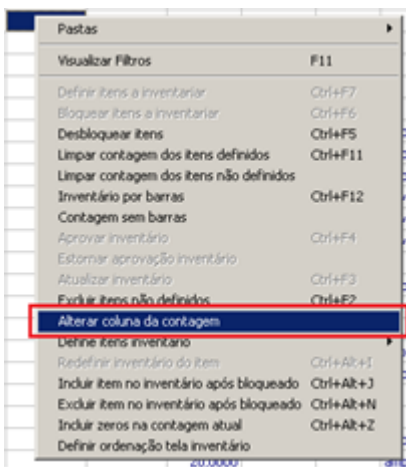 Pastas
Visualizar Filtros F11
Definir itens a inventariar Ctrl+F7
Bloquear itens a inventariar Ctrl+F6
Desbloquear itens Ctrl+F5
Limpar contagem dos itens definidos Ctrl+F11
Limpar contagem dos itens não definidos
Inventário por barras Ctrl+F12
Contagem sem barras
Aprovar inventário Ctrl+F4
Estornar aprovação inventário
Atualizar inventário Ctrl+F3
Excluir itens não definidos Ctrl+F2
Alterar coluna da contagem
Define itens inventário
Redefinir inventário do item Ctrl+Alt+I
Incluir item no inventário após bloqueado Ctrl+Alt+J
Excluir item no inventário após bloqueado Ctrl+Alt+N
Incluir zeros na contagem atual Ctrl+Alt+Z
Definir ordenação tela inventário
20,0000